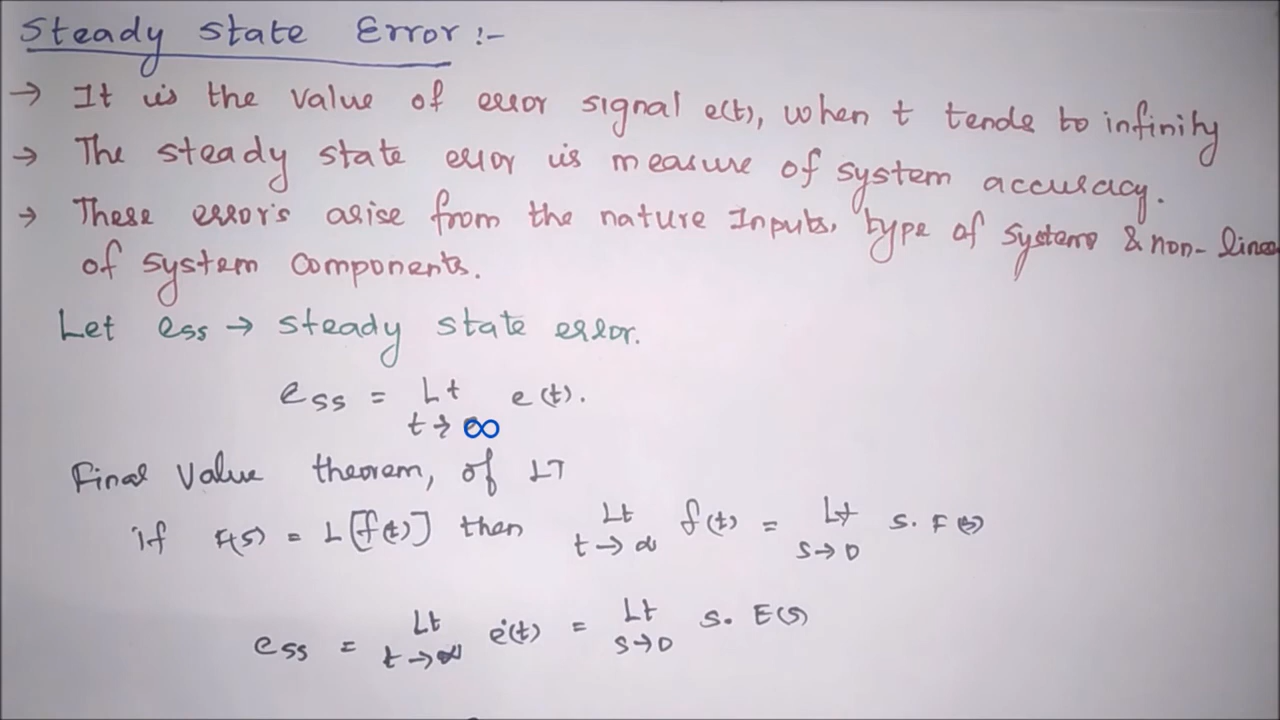 Steady state Error :-
→ It is the value of error signal e(t), when t tends to infinity
→ The steady state error is measure of system accuracy.
→ These error's arise from the nature Inputs, type of systems & non-linea
of system components.
Let ess → steady state error.
ess = Lt e(t).
t→∞
Final value theorem, of LT
if F(s) = L[f(t)] then Lt f(t) = Lt s. F(s)
t→∞ s→0
ess = Lt e(t) = Lt s. E(s)
t→∞ s→0